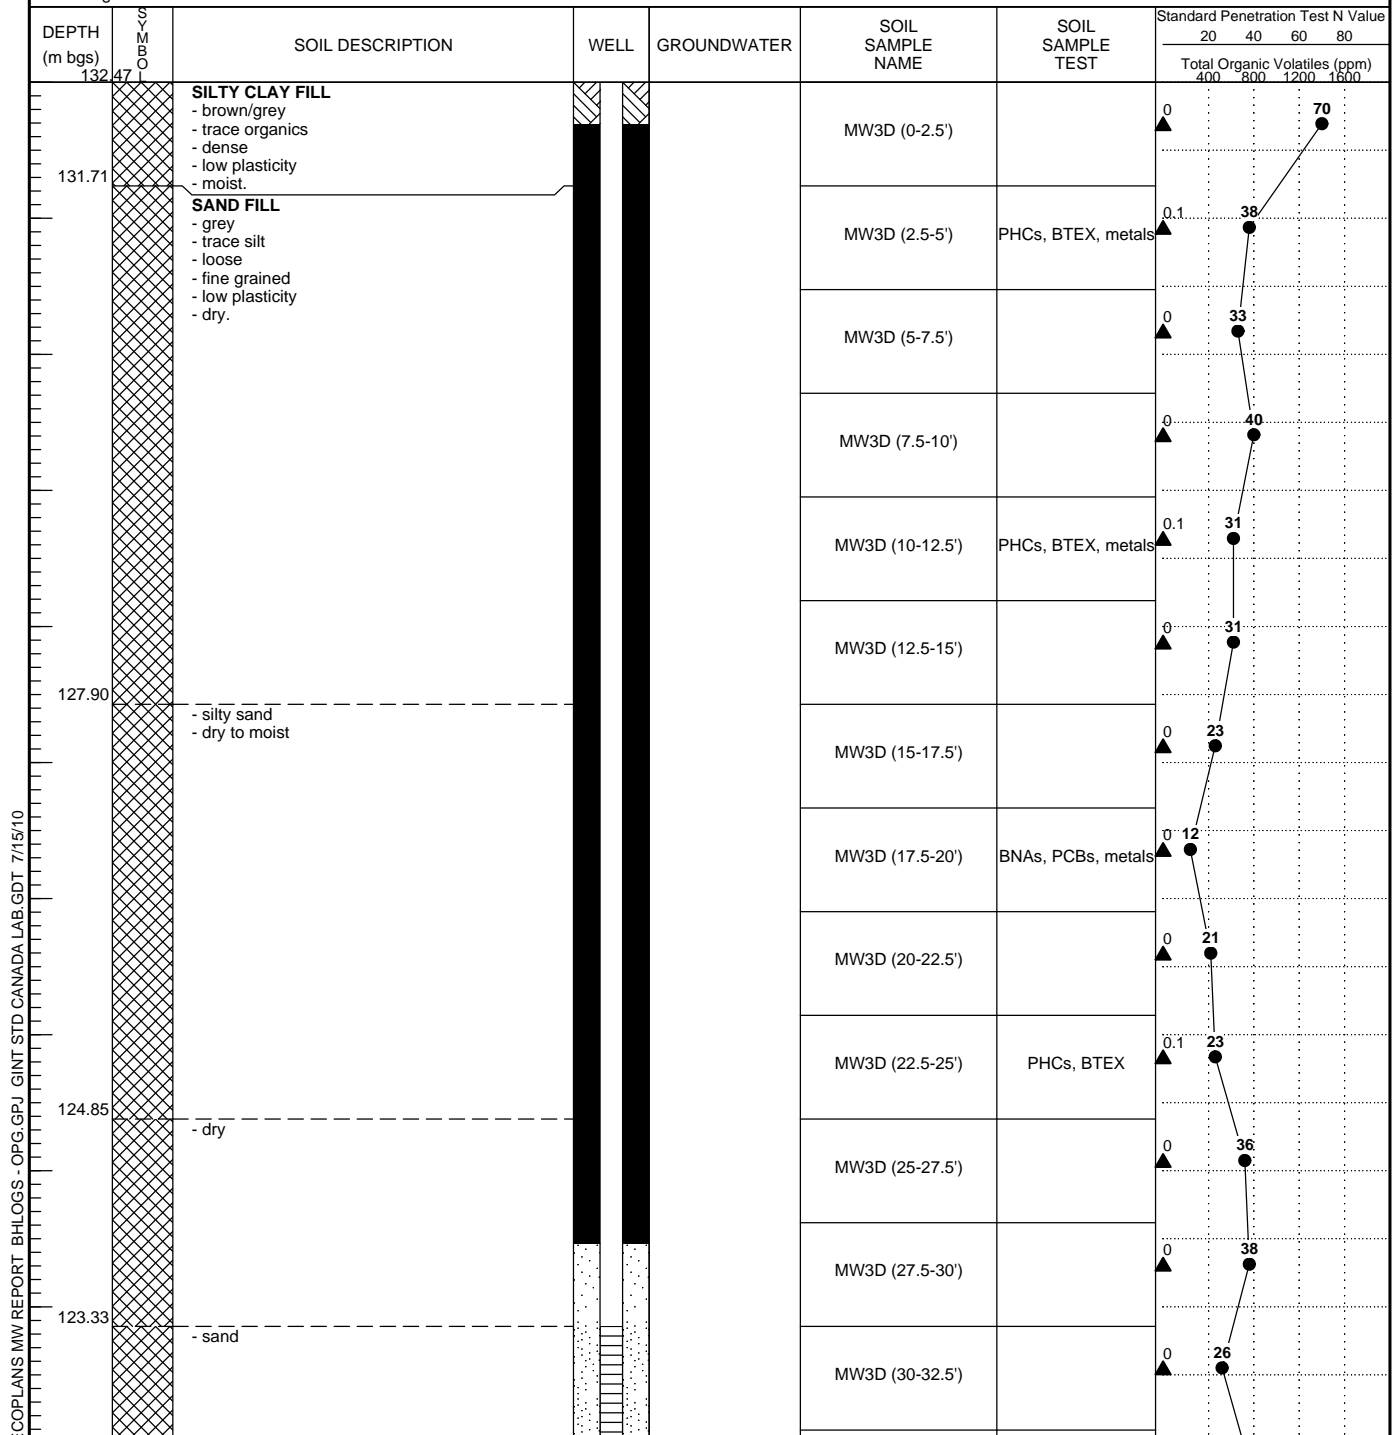 DEPTH
(m bgs)
SYMBOL
SOIL DESCRIPTION
WELL
GROUNDWATER
SOIL
SAMPLE
NAME
SOIL
SAMPLE
TEST
Standard Penetration Test N Value
20 40 60 80
Total Organic Volatiles (ppm)
400 800 1200 1600
132.47
SILTY CLAY FILL
- brown/grey
- trace organics
- dense
- low plasticity
- moist.
MW3D (0-2.5')
0
70
131.71
SAND FILL
- grey
- trace silt
- loose
- fine grained
- low plasticity
- dry.
MW3D (2.5-5')
PHCs, BTEX, metals
0.1
38
MW3D (5-7.5')
0
33
MW3D (7.5-10')
0
40
MW3D (10-12.5')
PHCs, BTEX, metals
0.1
31
MW3D (12.5-15')
0
31
127.90
- silty sand
- dry to moist
MW3D (15-17.5')
0
23
MW3D (17.5-20')
BNAs, PCBs, metals
0
12
MW3D (20-22.5')
0
21
MW3D (22.5-25')
PHCs, BTEX
0.1
23
124.85
- dry
MW3D (25-27.5')
0
36
MW3D (27.5-30')
0
38
123.33
- sand
MW3D (30-32.5')
0
26
ECOPLANS MW REPORT BHLOGS - OPG.GPJ GINT STD CANADA LAB.GDT 7/15/10